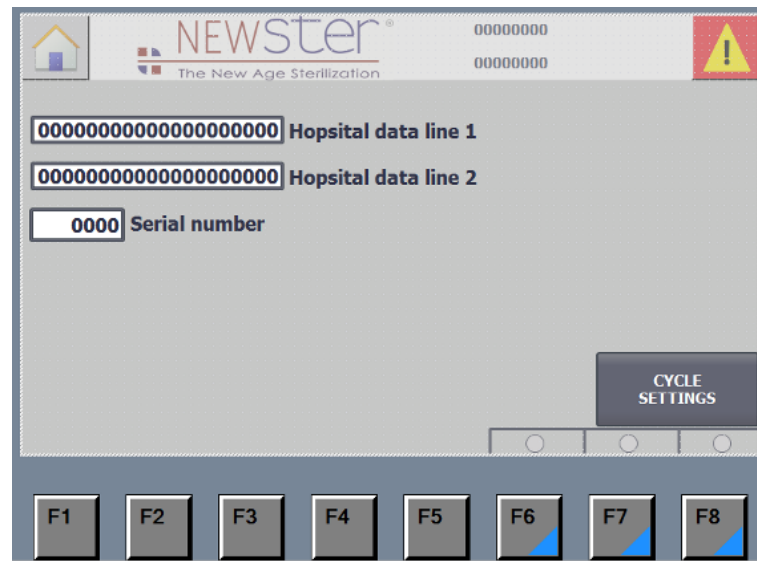 NEWSTER®
00000000
The New Age Sterilization
00000000
00000000000000000000 Hopsital data line 1
00000000000000000000 Hopsital data line 2
0000 Serial number
CYCLE
SETTINGS
F1 F2 F3 F4 F5 F6 F7 F8